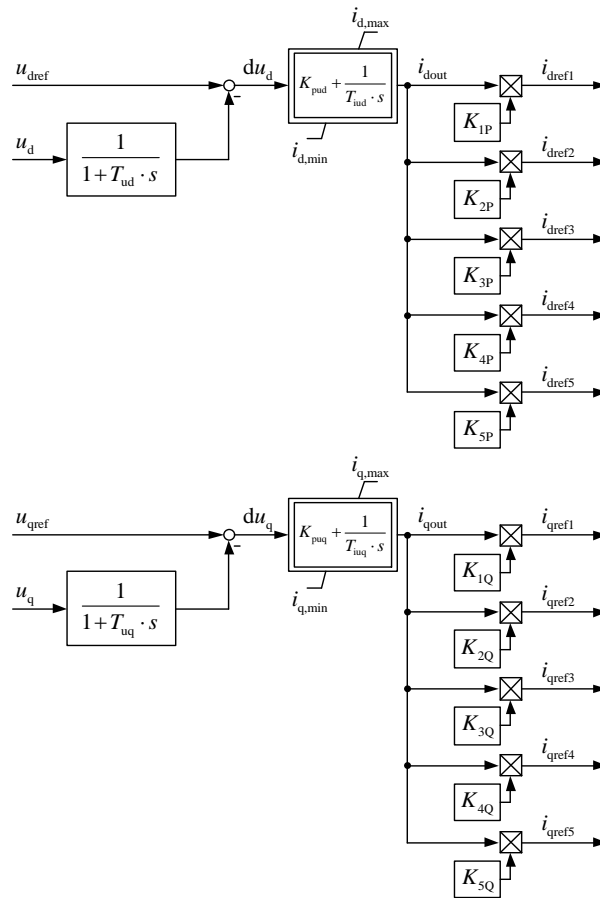 i_d,max
u_dref
du_d
K_pud + 1/(T_iud · s)
i_dout
i_dref1
K_1P
u_d
1/(1+T_ud · s)
i_d,min
i_dref2
K_2P
i_dref3
K_3P
i_dref4
K_4P
i_dref5
K_5P
i_q,max
u_qref
du_q
K_puq + 1/(T_iuq · s)
i_qout
i_qref1
K_1Q
u_q
1/(1+T_uq · s)
i_q,min
i_qref2
K_2Q
i_qref3
K_3Q
i_qref4
K_4Q
i_qref5
K_5Q